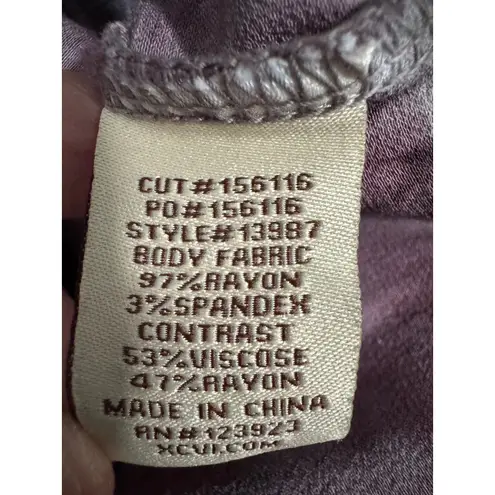 CUT#156116
PO#156116
STYLE#13987
BODY FABRIC
97%RAYON
3%SPANDEX
CONTRAST
53%VISCOSE
47%RAYON
MADE IN CHINA
RN#123923
XCVI.COM